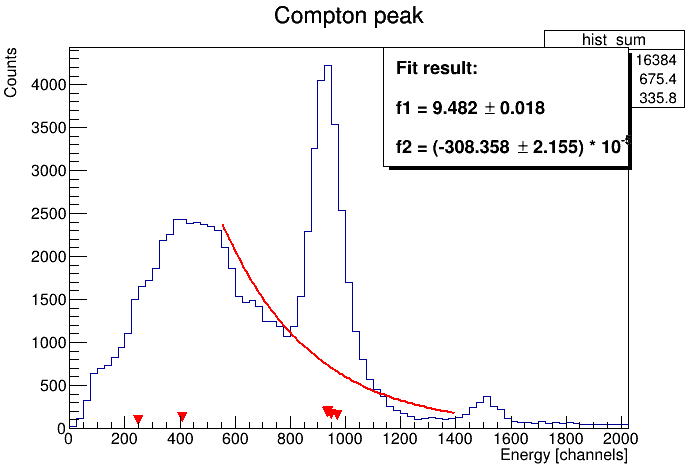 Compton peak
hist_sum
16384
675.4
335.8
Fit result:
f1 = 9.482 ± 0.018
f2 = (-308.358 ± 2.155) * 10
Counts
4000
3500
3000
2500
2000
1500
1000
500
0
0 200 400 600 800 1000 1200 1400 1600 1800 2000
Energy [channels]